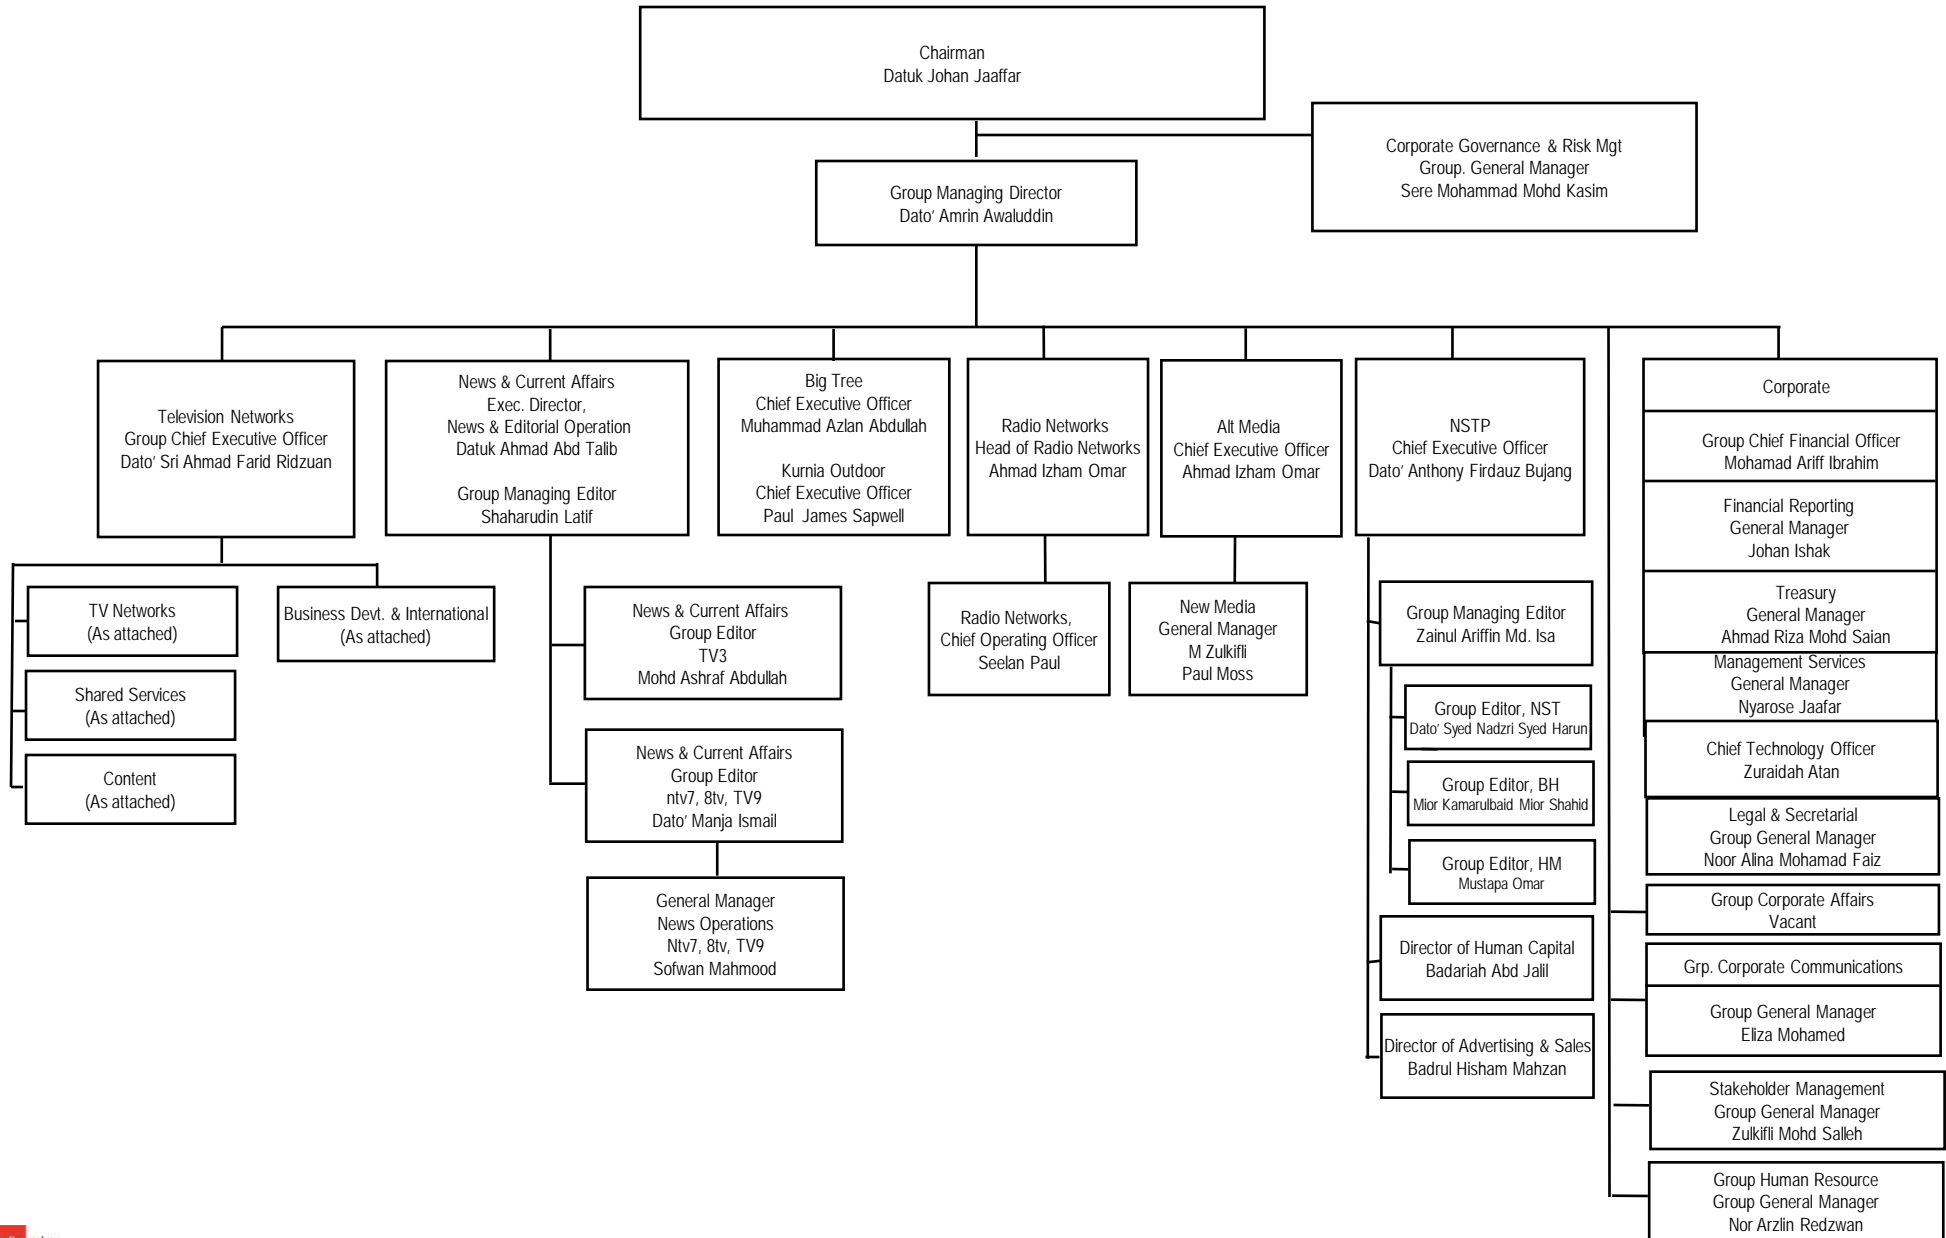 Chairman
Datuk Johan Jaaffar
Corporate Governance & Risk Mgt
Group. General Manager
Sere Mohammad Mohd Kasim
Group Managing Director
Dato' Amrin Awaluddin
Television Networks
Group Chief Executive Officer
Dato' Sri Ahmad Farid Ridzuan
TV Networks
(As attached)
Shared Services
(As attached)
Content
(As attached)
Business Devt. & International
(As attached)
News & Current Affairs
Exec. Director,
News & Editorial Operation
Datuk Ahmad Abd Talib
Group Managing Editor
Shaharudin Latif
News & Current Affairs
Group Editor
TV3
Mohd Ashraf Abdullah
News & Current Affairs
Group Editor
ntv7, 8tv, TV9
Dato' Manja Ismail
General Manager
News Operations
Ntv7, 8tv, TV9
Sofwan Mahmood
Big Tree
Chief Executive Officer
Muhammad Azlan Abdullah
Kurnia Outdoor
Chief Executive Officer
Paul James Sapwell
Radio Networks
Head of Radio Networks
Ahmad Izham Omar
Radio Networks,
Chief Operating Officer
Seelan Paul
Alt Media
Chief Executive Officer
Ahmad Izham Omar
New Media
General Manager
M Zulkifli
Paul Moss
NSTP
Chief Executive Officer
Dato' Anthony Firdauz Bujang
Group Managing Editor
Zainul Ariffin Md. Isa
Group Editor, NST
Dato' Syed Nadzri Syed Harun
Group Editor, BH
Mior Kamarulbaid Mior Shahid
Group Editor, HM
Mustapa Omar
Director of Human Capital
Badariah Abd Jalil
Director of Advertising & Sales
Badrul Hisham Mahzan
Corporate
Group Chief Financial Officer
Mohamad Ariff Ibrahim
Financial Reporting
General Manager
Johan Ishak
Treasury
General Manager
Ahmad Riza Mohd Saian
Management Services
General Manager
Nyarose Jaafar
Chief Technology Officer
Zuraidah Atan
Legal & Secretarial
Group General Manager
Noor Alina Mohamad Faiz
Group Corporate Affairs
Vacant
Grp. Corporate Communications
Group General Manager
Eliza Mohamed
Stakeholder Management
Group General Manager
Zulkifli Mohd Salleh
Group Human Resource
Group General Manager
Nor Arzlin Redzwan